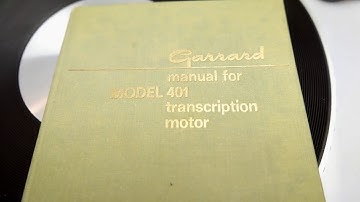 Garrard
manual for
MODEL 401
transcription
motor